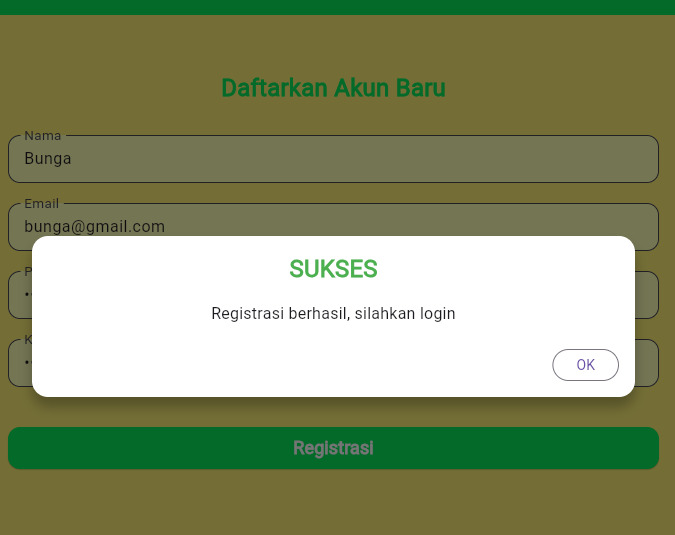 Daftarkan Akun Baru
Nama
Bunga
Email
bunga@gmail.com
SUKSES
Registrasi berhasil, silahkan login
OK
Registrasi